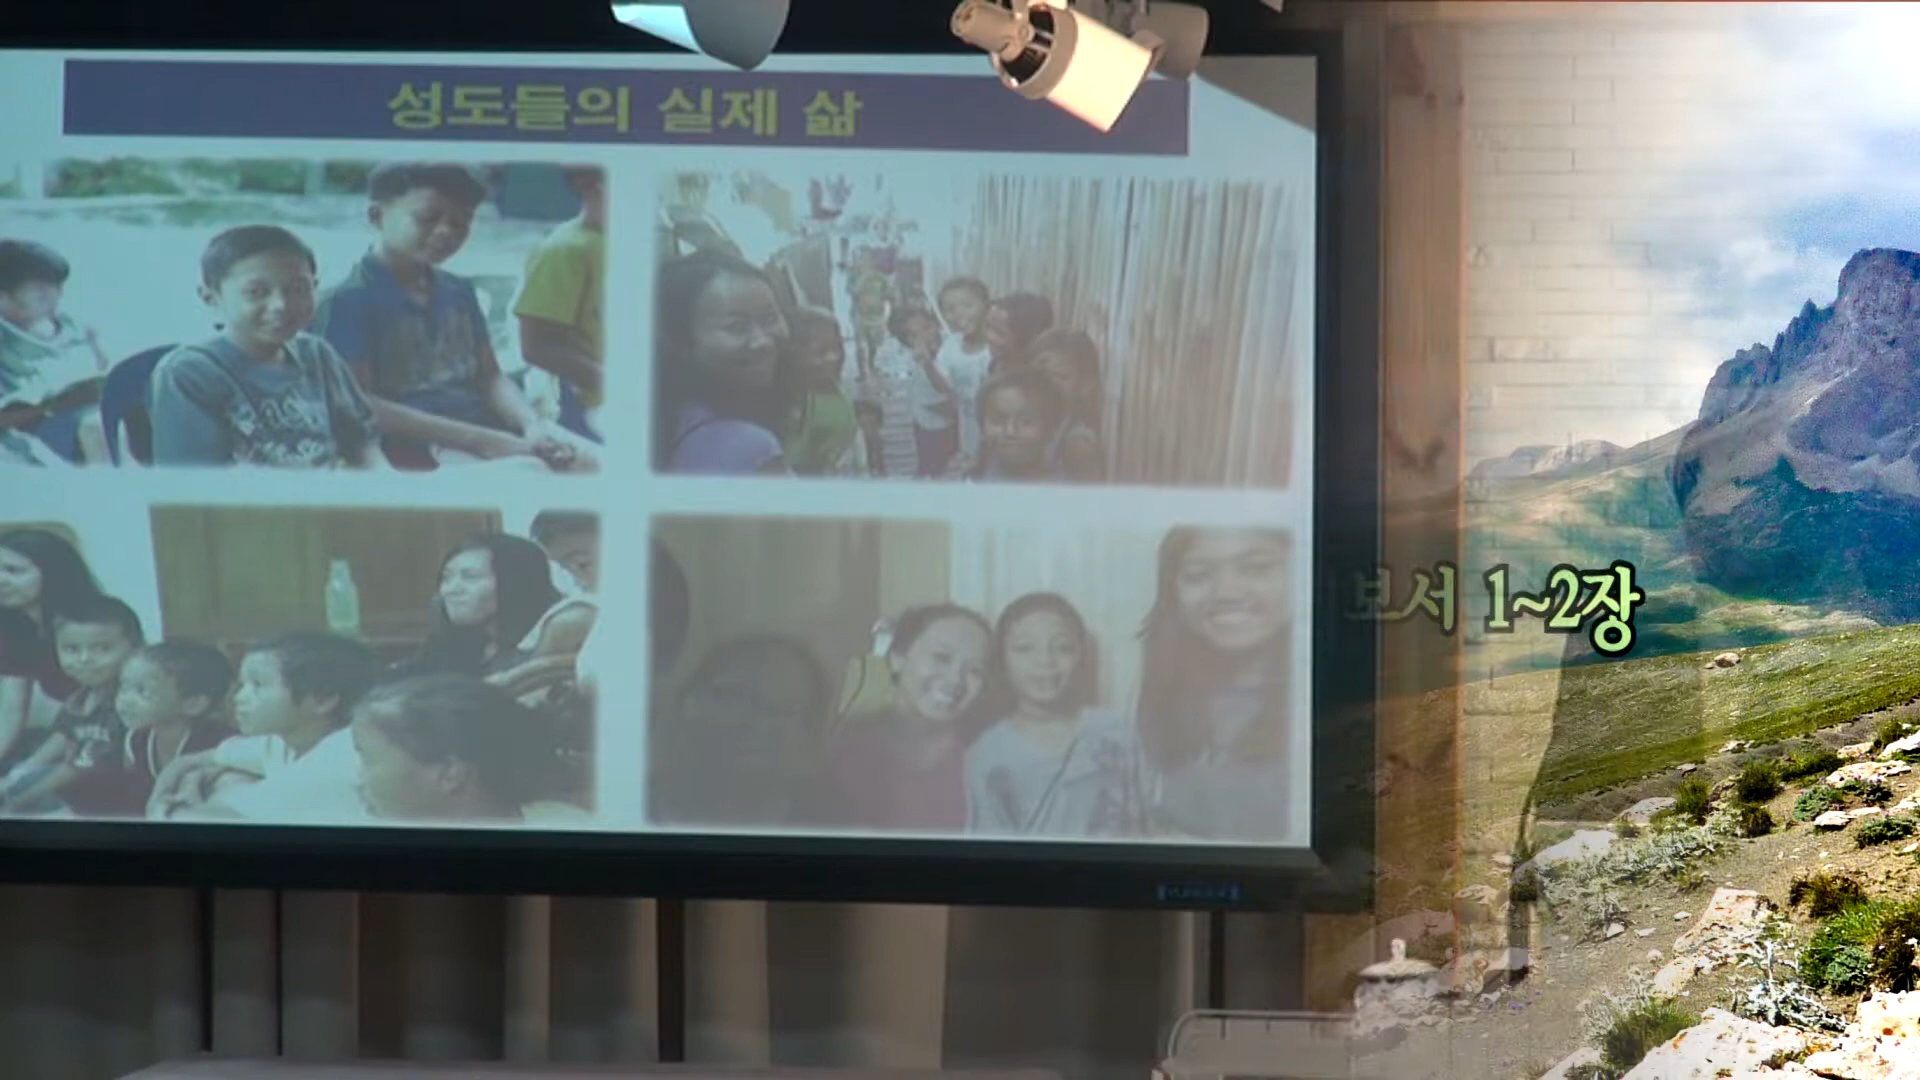 성도들의 실제 삶
보서 1~2장